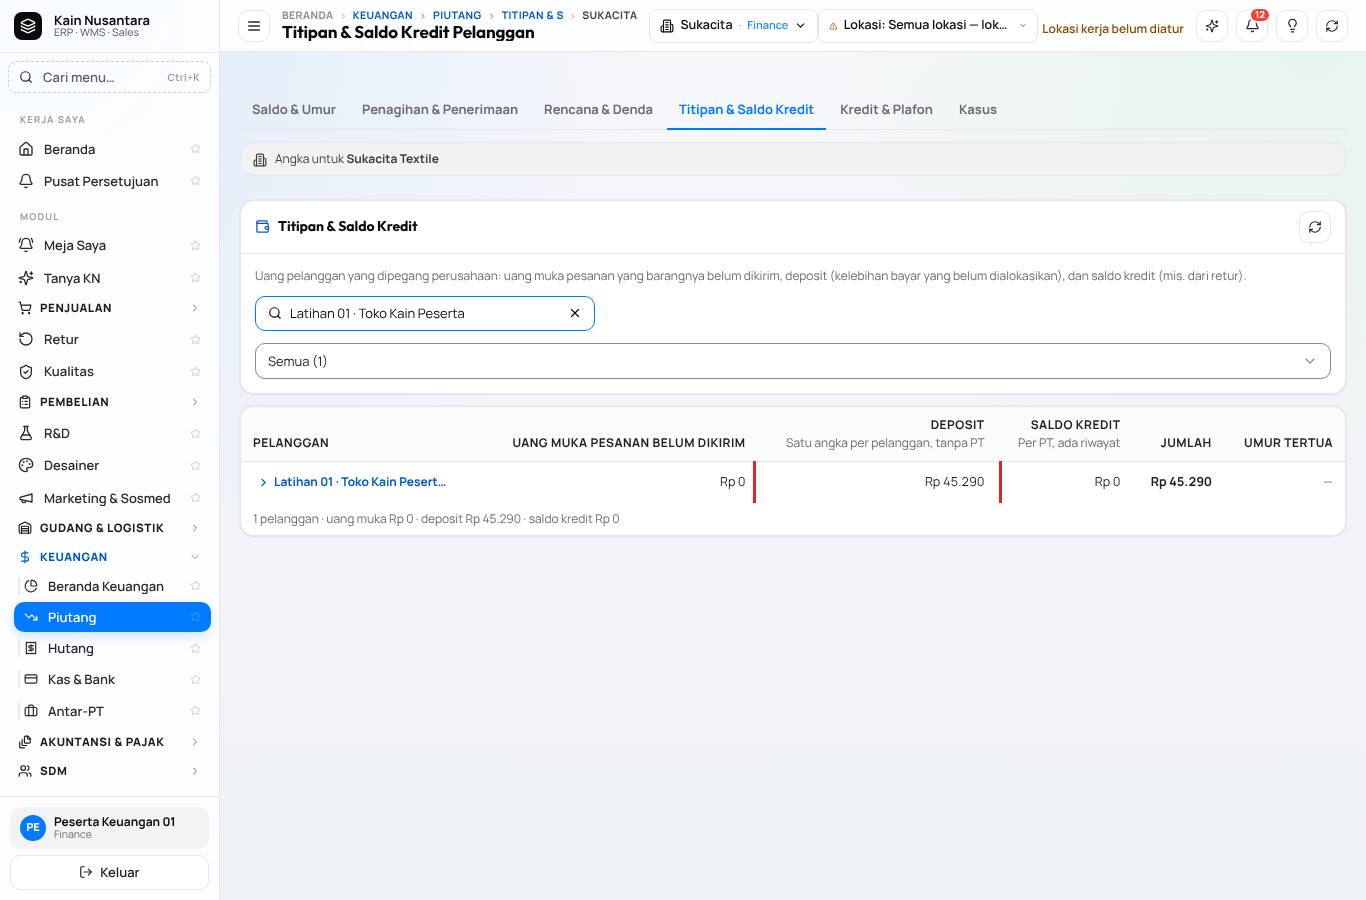 Kain Nusantara
ERP · WMS · Sales
Cari menu... Ctrl+K
KERJA SAYA
Beranda
Pusat Persetujuan
MODUL
Meja Saya
Tanya KN
PENJUALAN
Retur
Kualitas
PEMBELIAN
R&D
Desainer
Marketing & Sosmed
GUDANG & LOGISTIK
KEUANGAN
Beranda Keuangan
Piutang
Hutang
Kas & Bank
Antar-PT
AKUNTANSI & PAJAK
SDM
PE Peserta Keuangan 01
Finance
Keluar
BERANDA › KEUANGAN › PIUTANG › TITIPAN & S › SUKACITA
Titipan & Saldo Kredit Pelanggan
Sukacita · Finance
Lokasi: Semua lokasi — lok...
Lokasi kerja belum diatur
12
Saldo & Umur Penagihan & Penerimaan Rencana & Denda Titipan & Saldo Kredit Kredit & Plafon Kasus
Angka untuk Sukacita Textile
Titipan & Saldo Kredit
Uang pelanggan yang dipegang perusahaan: uang muka pesanan yang barangnya belum dikirim, deposit (kelebihan bayar yang belum dialokasikan), dan saldo kredit (mis. dari retur).
Latihan 01 · Toko Kain Peserta
Semua (1)
PELANGGAN UANG MUKA PESANAN BELUM DIKIRIM DEPOSIT SALDO KREDIT JUMLAH UMUR TERTUA
Satu angka per pelanggan, tanpa PT Per PT, ada riwayat
Latihan 01 · Toko Kain Pesert... Rp 0 Rp 45.290 Rp 0 Rp 45.290 —
1 pelanggan · uang muka Rp 0 · deposit Rp 45.290 · saldo kredit Rp 0